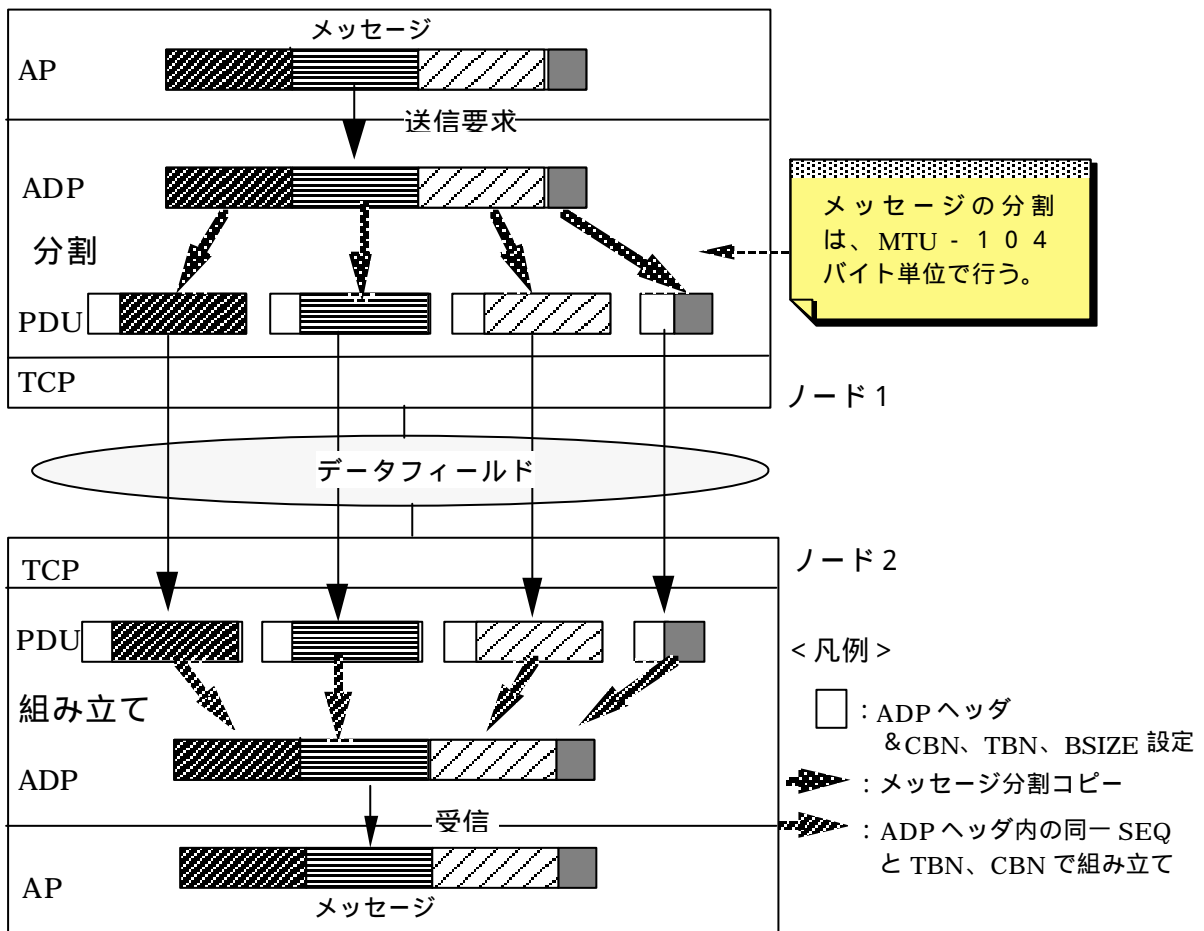 メッセージ
AP
送信要求
ADP
メッセージの分割
は、MTU - １０４
バイト単位で行う。
分割
PDU
TCP
ノード１
データフィールド
ノード２
TCP
PDU
<凡例>
組み立て
：ADP ヘッダ
＆CBN、TBN、BSIZE 設定
ADP
：メッセージ分割コピー
受信
：ADP ヘッダ内の同一 SEQ
と TBN、CBN で組み立て
AP
メッセージ